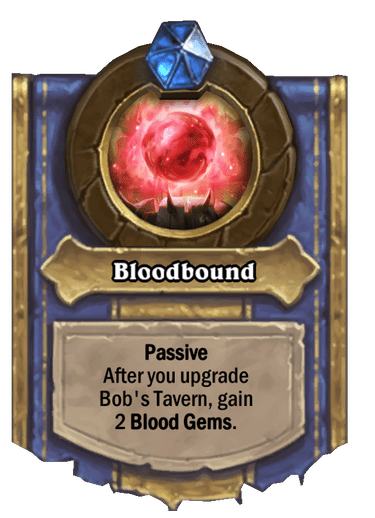 Bloodbound
Passive
After you upgrade
Bob's Tavern, gain
2 Blood Gems.